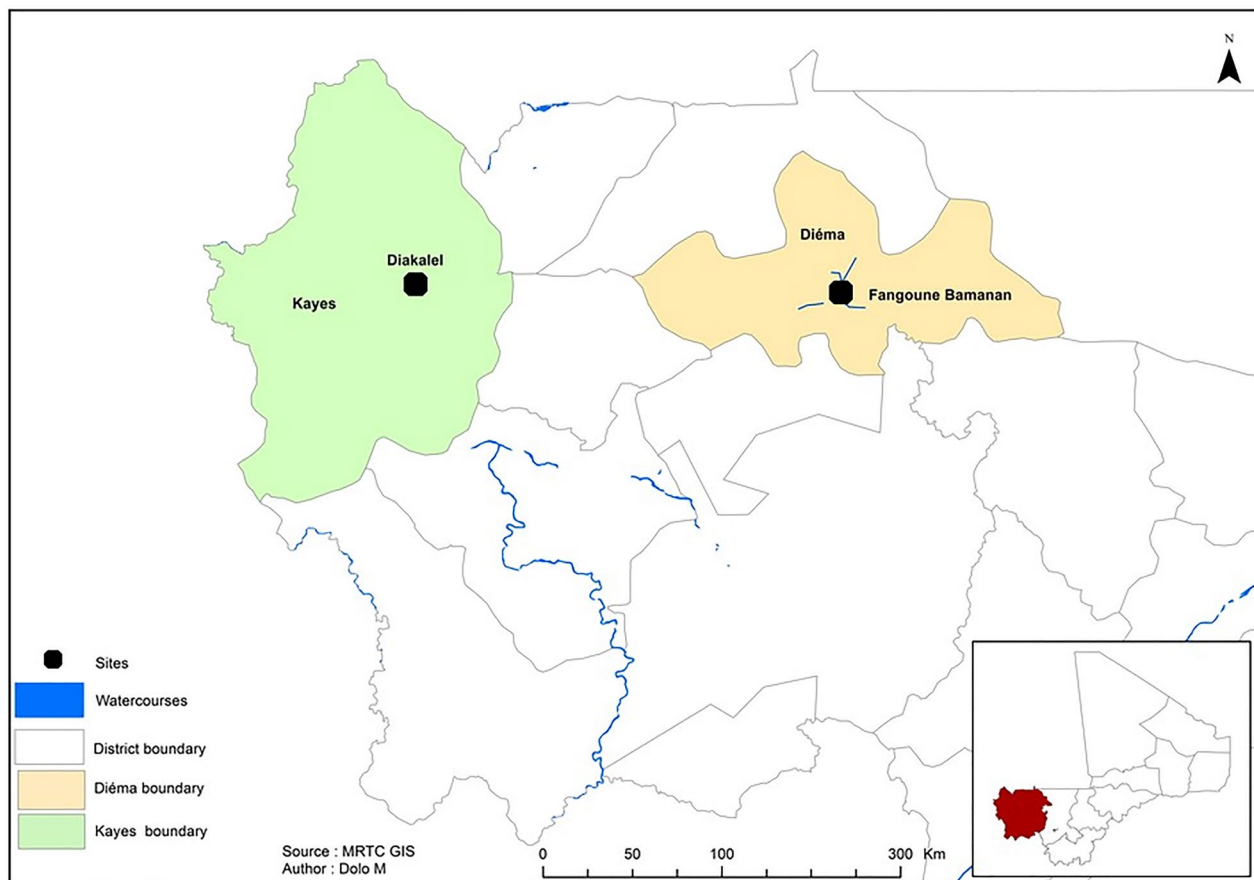 N
Diéma
Diakalel
Kayes
Fangoune Bamanan
Sites
Watercourses
District boundary
Diéma boundary
Kayes boundary
Source : MRTC GIS
Author : Dolo M
0 50 100 300 Km